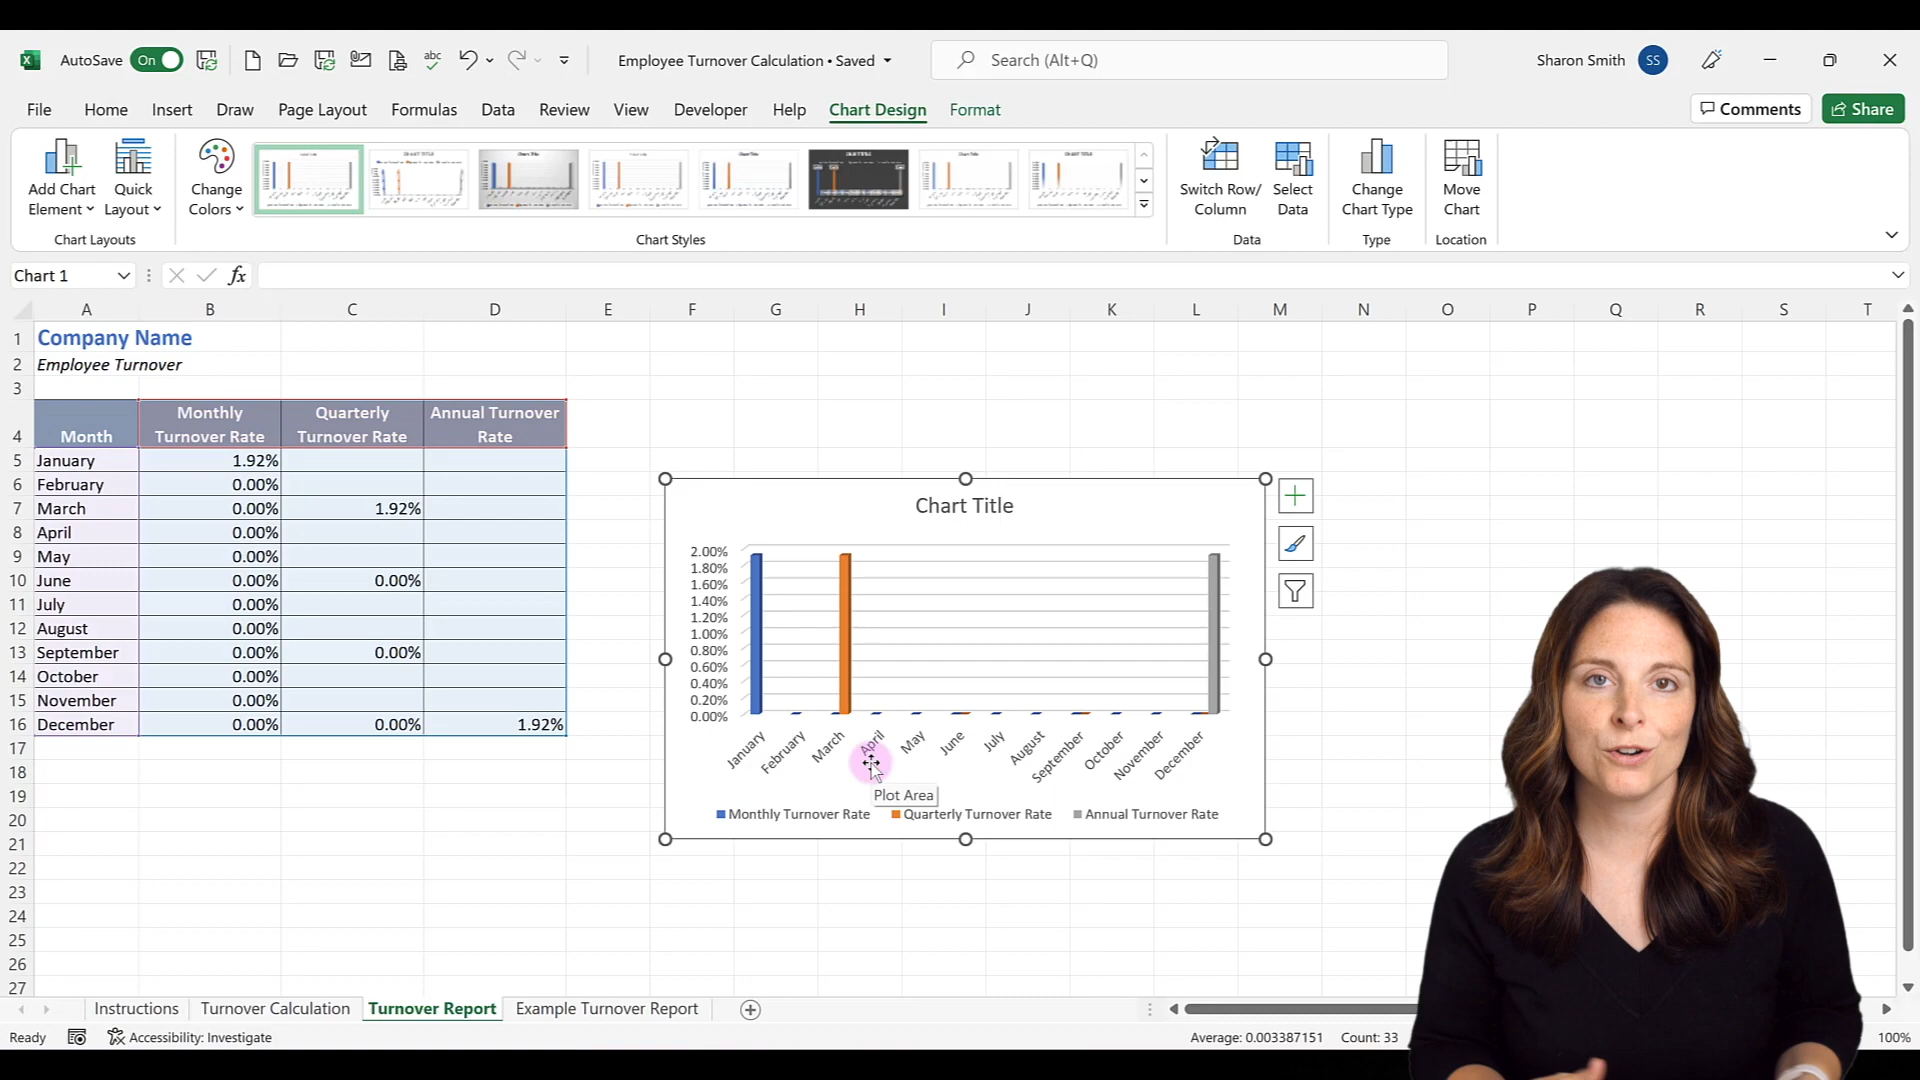 AutoSave On Employee Turnover Calculation • Saved Search (Alt+Q) Sharon Smith SS
File Home Insert Draw Page Layout Formulas Data Review View Developer Help Chart Design Format Comments Share
Add Chart Element
Quick Layout
Change Colors
Switch Row/ Column
Select Data
Change Chart Type
Move Chart
Chart Layouts Chart Styles Data Type Location
Chart 1 fx
A B C D E F G H I J K L M N O P Q R S T
1 Company Name
2 Employee Turnover
3
4 Month Monthly Turnover Rate Quarterly Turnover Rate Annual Turnover Rate
5 January 1.92%
6 February 0.00%
7 March 0.00% 1.92%
8 April 0.00%
9 May 0.00%
10 June 0.00% 0.00%
11 July 0.00%
12 August 0.00%
13 September 0.00% 0.00%
14 October 0.00%
15 November 0.00%
16 December 0.00% 0.00% 1.92%
17
18
19
20
21
22
23
24
25
26
27
Chart Title
2.00%
1.80%
1.60%
1.40%
1.20%
1.00%
0.80%
0.60%
0.40%
0.20%
0.00%
January February March April May June July August September October November December
Plot Area
Monthly Turnover Rate Quarterly Turnover Rate Annual Turnover Rate
Instructions Turnover Calculation Turnover Report Example Turnover Report
Ready Accessibility: Investigate Average: 0.003387151 Count: 33 100%